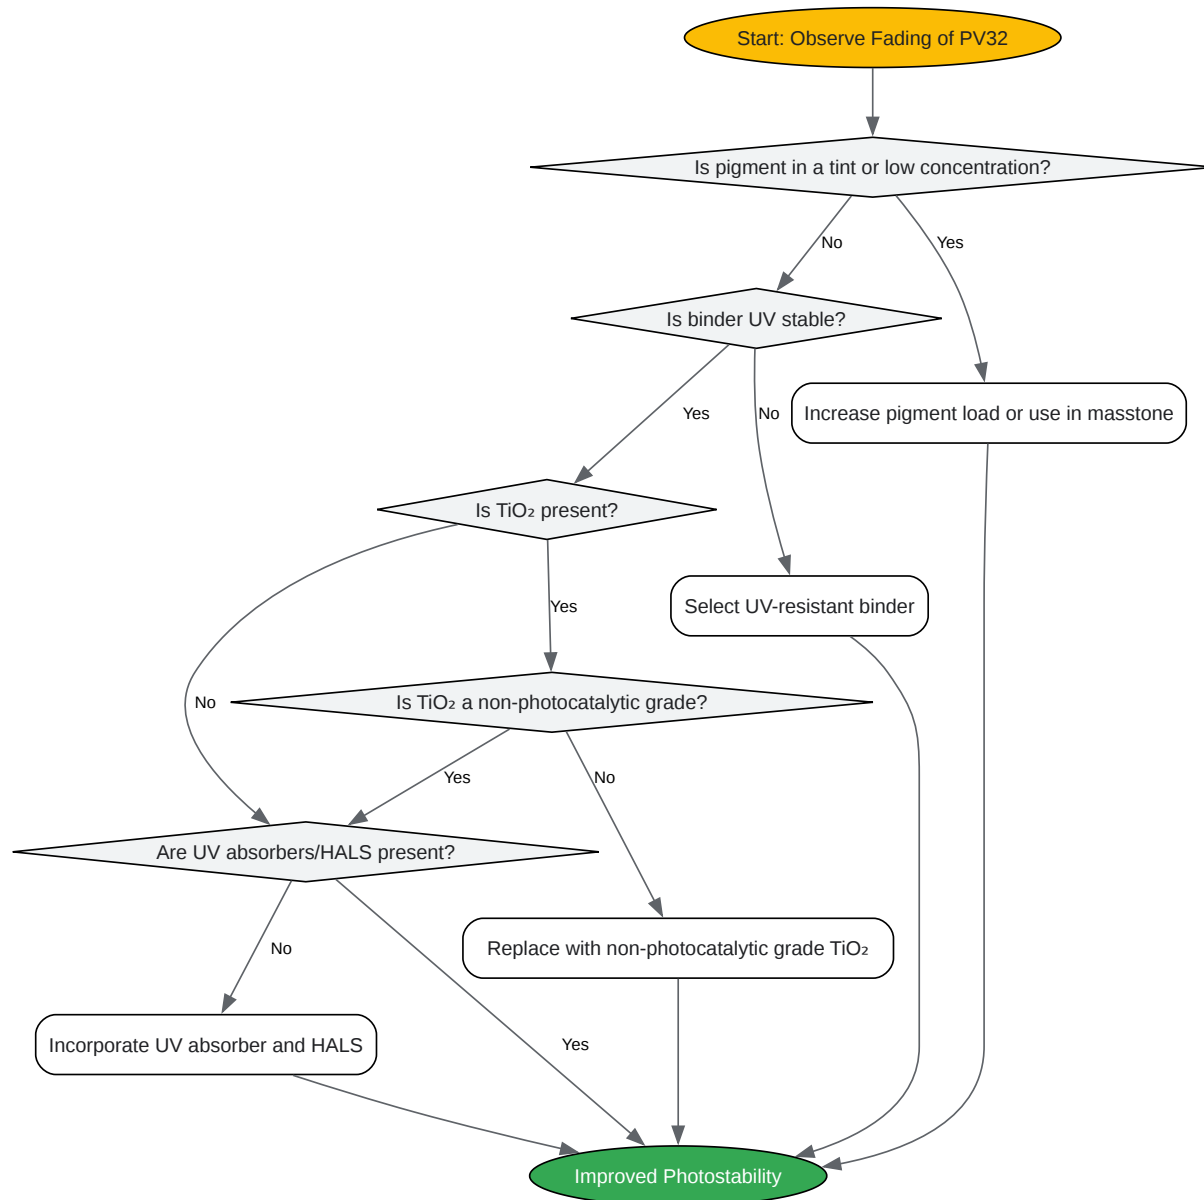 Start: Observe Fading of PV32
Is pigment in a tint or low concentration?
No
Yes
Is binder UV stable?
Yes
No
Increase pigment load or use in masstone
Is TiO₂ present?
Yes
Select UV-resistant binder
No
Is TiO₂ a non-photocatalytic grade?
Yes
No
Are UV absorbers/HALS present?
No
Replace with non-photocatalytic grade TiO₂
Incorporate UV absorber and HALS
Yes
Improved Photostability